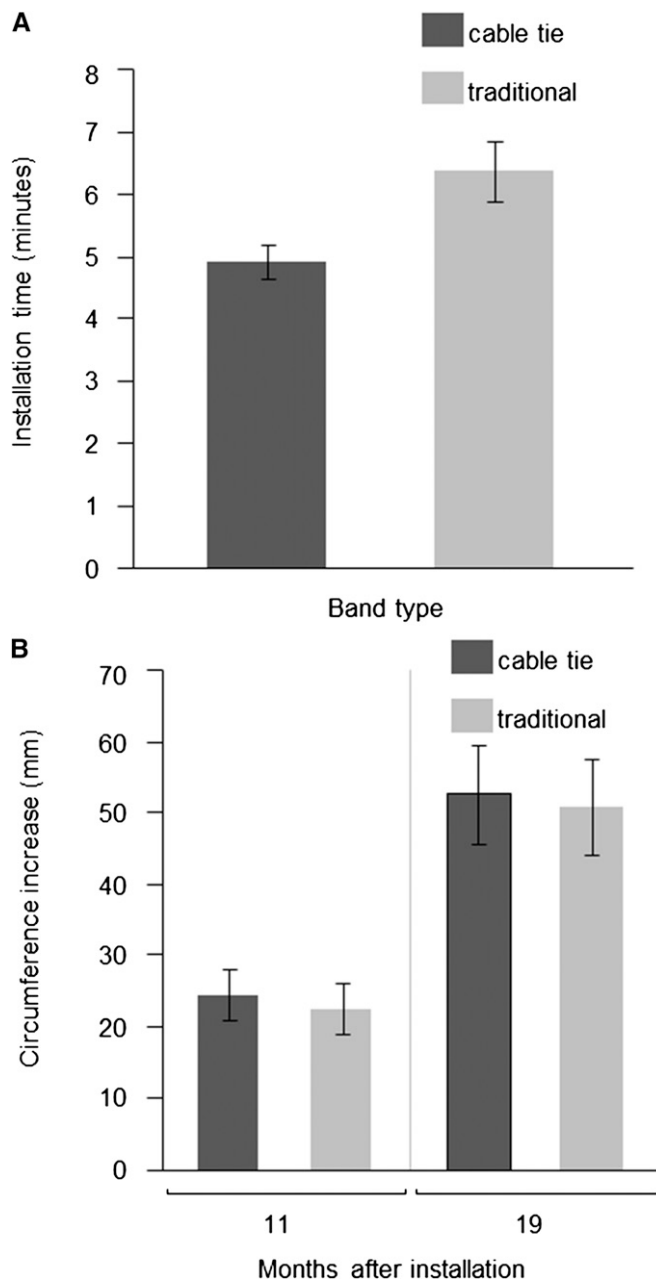 A
cable tie
traditional
8
7
6
5
4
3
2
1
0
Installation time (minutes)
Band type
B
cable tie
traditional
70
60
50
40
30
20
10
0
Circumference increase (mm)
11
19
Months after installation